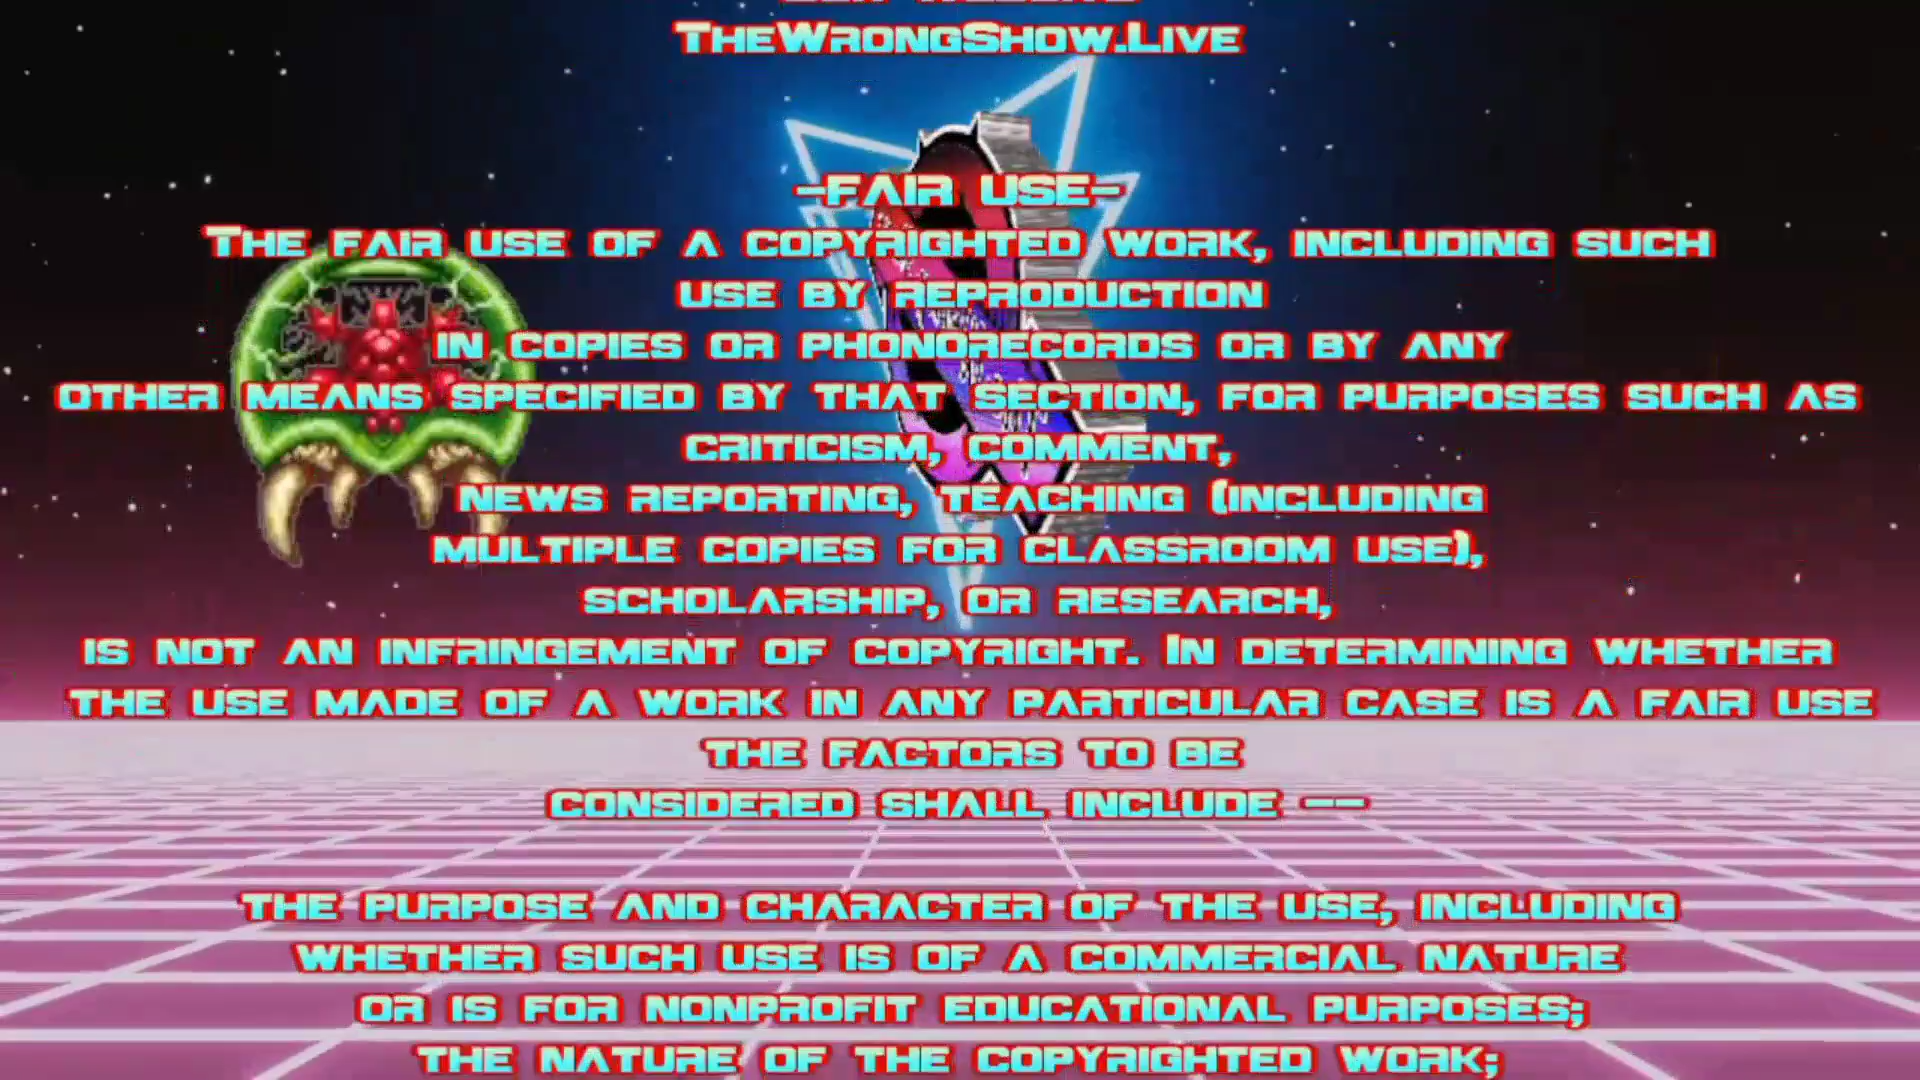 TheWrongShow.Live
-FAIR USE-
The fair use of a copyrighted work, including such
use by reproduction
in copies or phonorecords or by any
other means specified by that section, for purposes such as
criticism, comment,
news reporting, teaching (including
multiple copies for classroom use),
scholarship, or research,
is not an infringement of copyright. In determining whether
the use made of a work in any particular case is a fair use
the factors to be
considered shall include --
the purpose and character of the use, including
whether such use is of a commercial nature
or is for nonprofit educational purposes;
the nature of the copyrighted work;